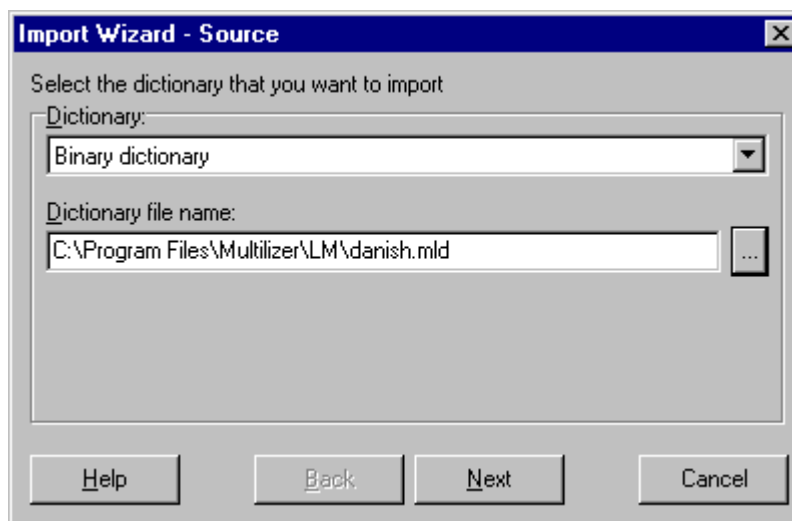 Import Wizard - Source
Select the dictionary that you want to import
Dictionary:
Binary dictionary
Dictionary file name:
C:\Program Files\Multilizer\LM\danish.mld
...
Help Back Next Cancel